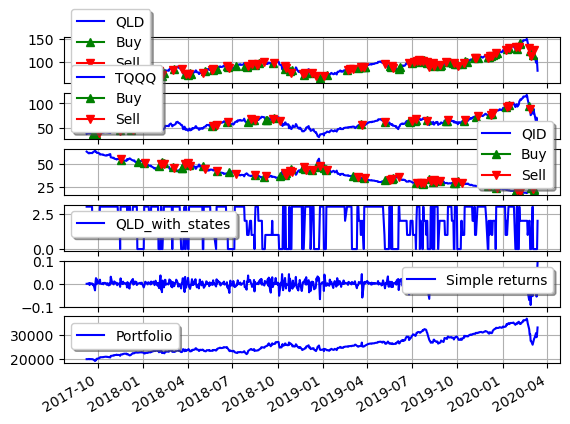 QLD
Buy
Sell
150
100
TQQQ
Buy
Sell
100
50
QID
Buy
Sell
50
25
QLD_with_states
2.5
0.0
Simple returns
0.1
0.0
−0.1
Portfolio
30000
20000
2017-10
2018-01
2018-04
2018-07
2018-10
2019-01
2019-04
2019-07
2019-10
2020-01
2020-04